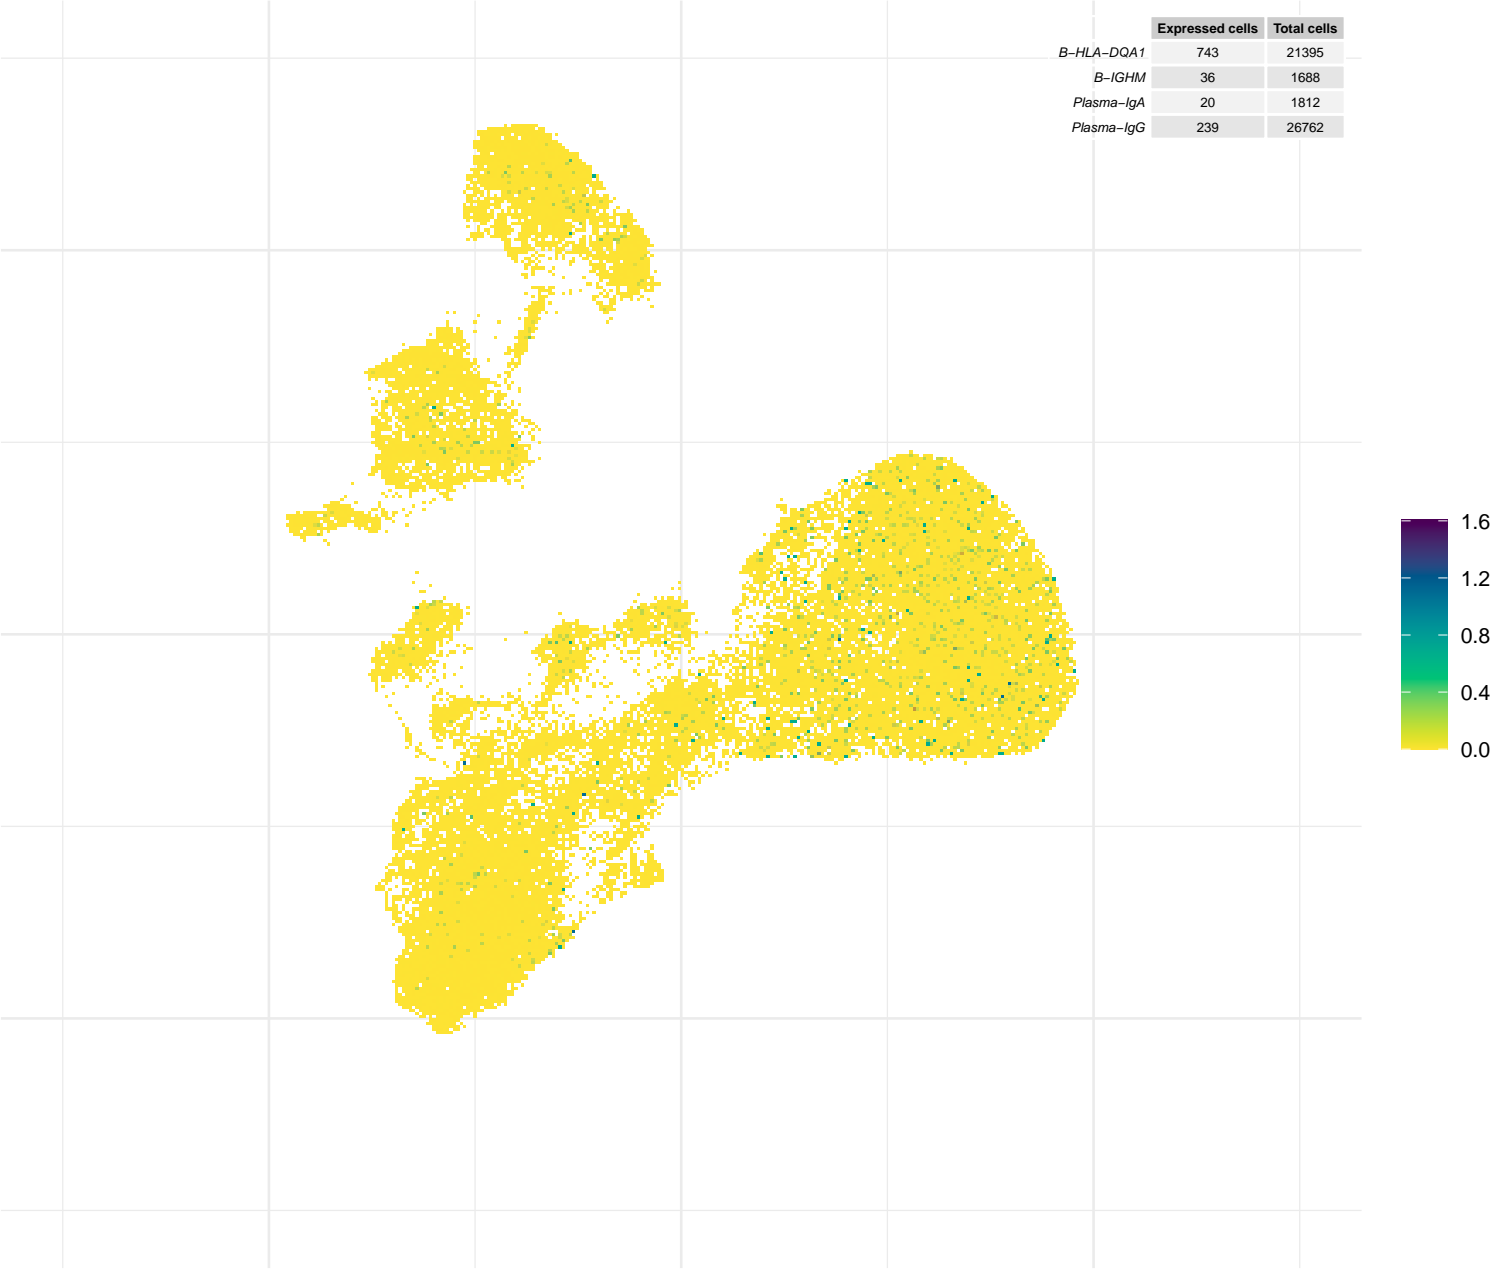 Expressed cells Total cells
B−HLA−DQA1 743 21395
B−IGHM 36 1688
Plasma−IgA 20 1812
Plasma−IgG 239 26762
1.6
1.2
0.8
0.4
0.0